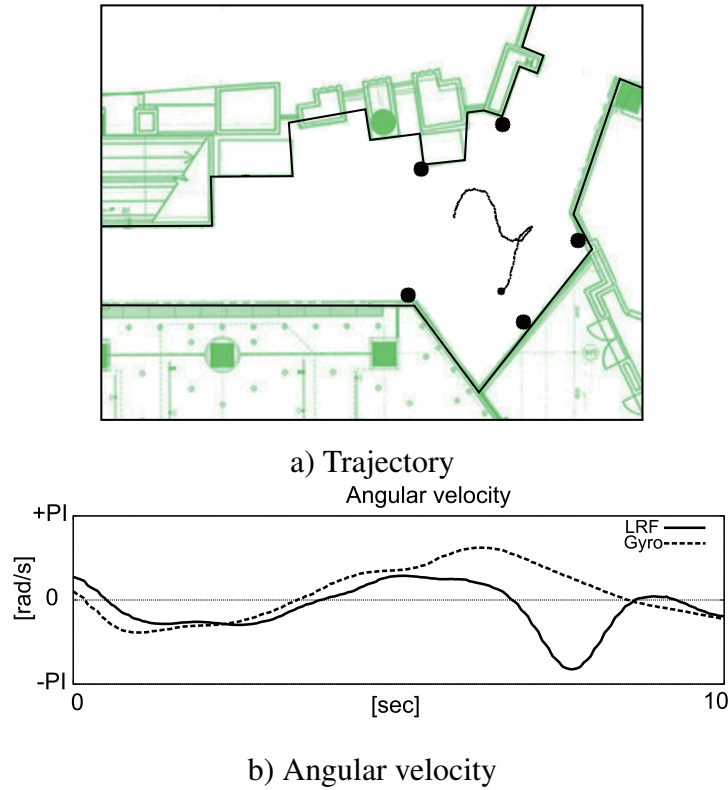 a) Trajectory
Angular velocity
+PI
LRF
Gyro
[rad/s]
0
-PI
0
[sec]
10
b) Angular velocity